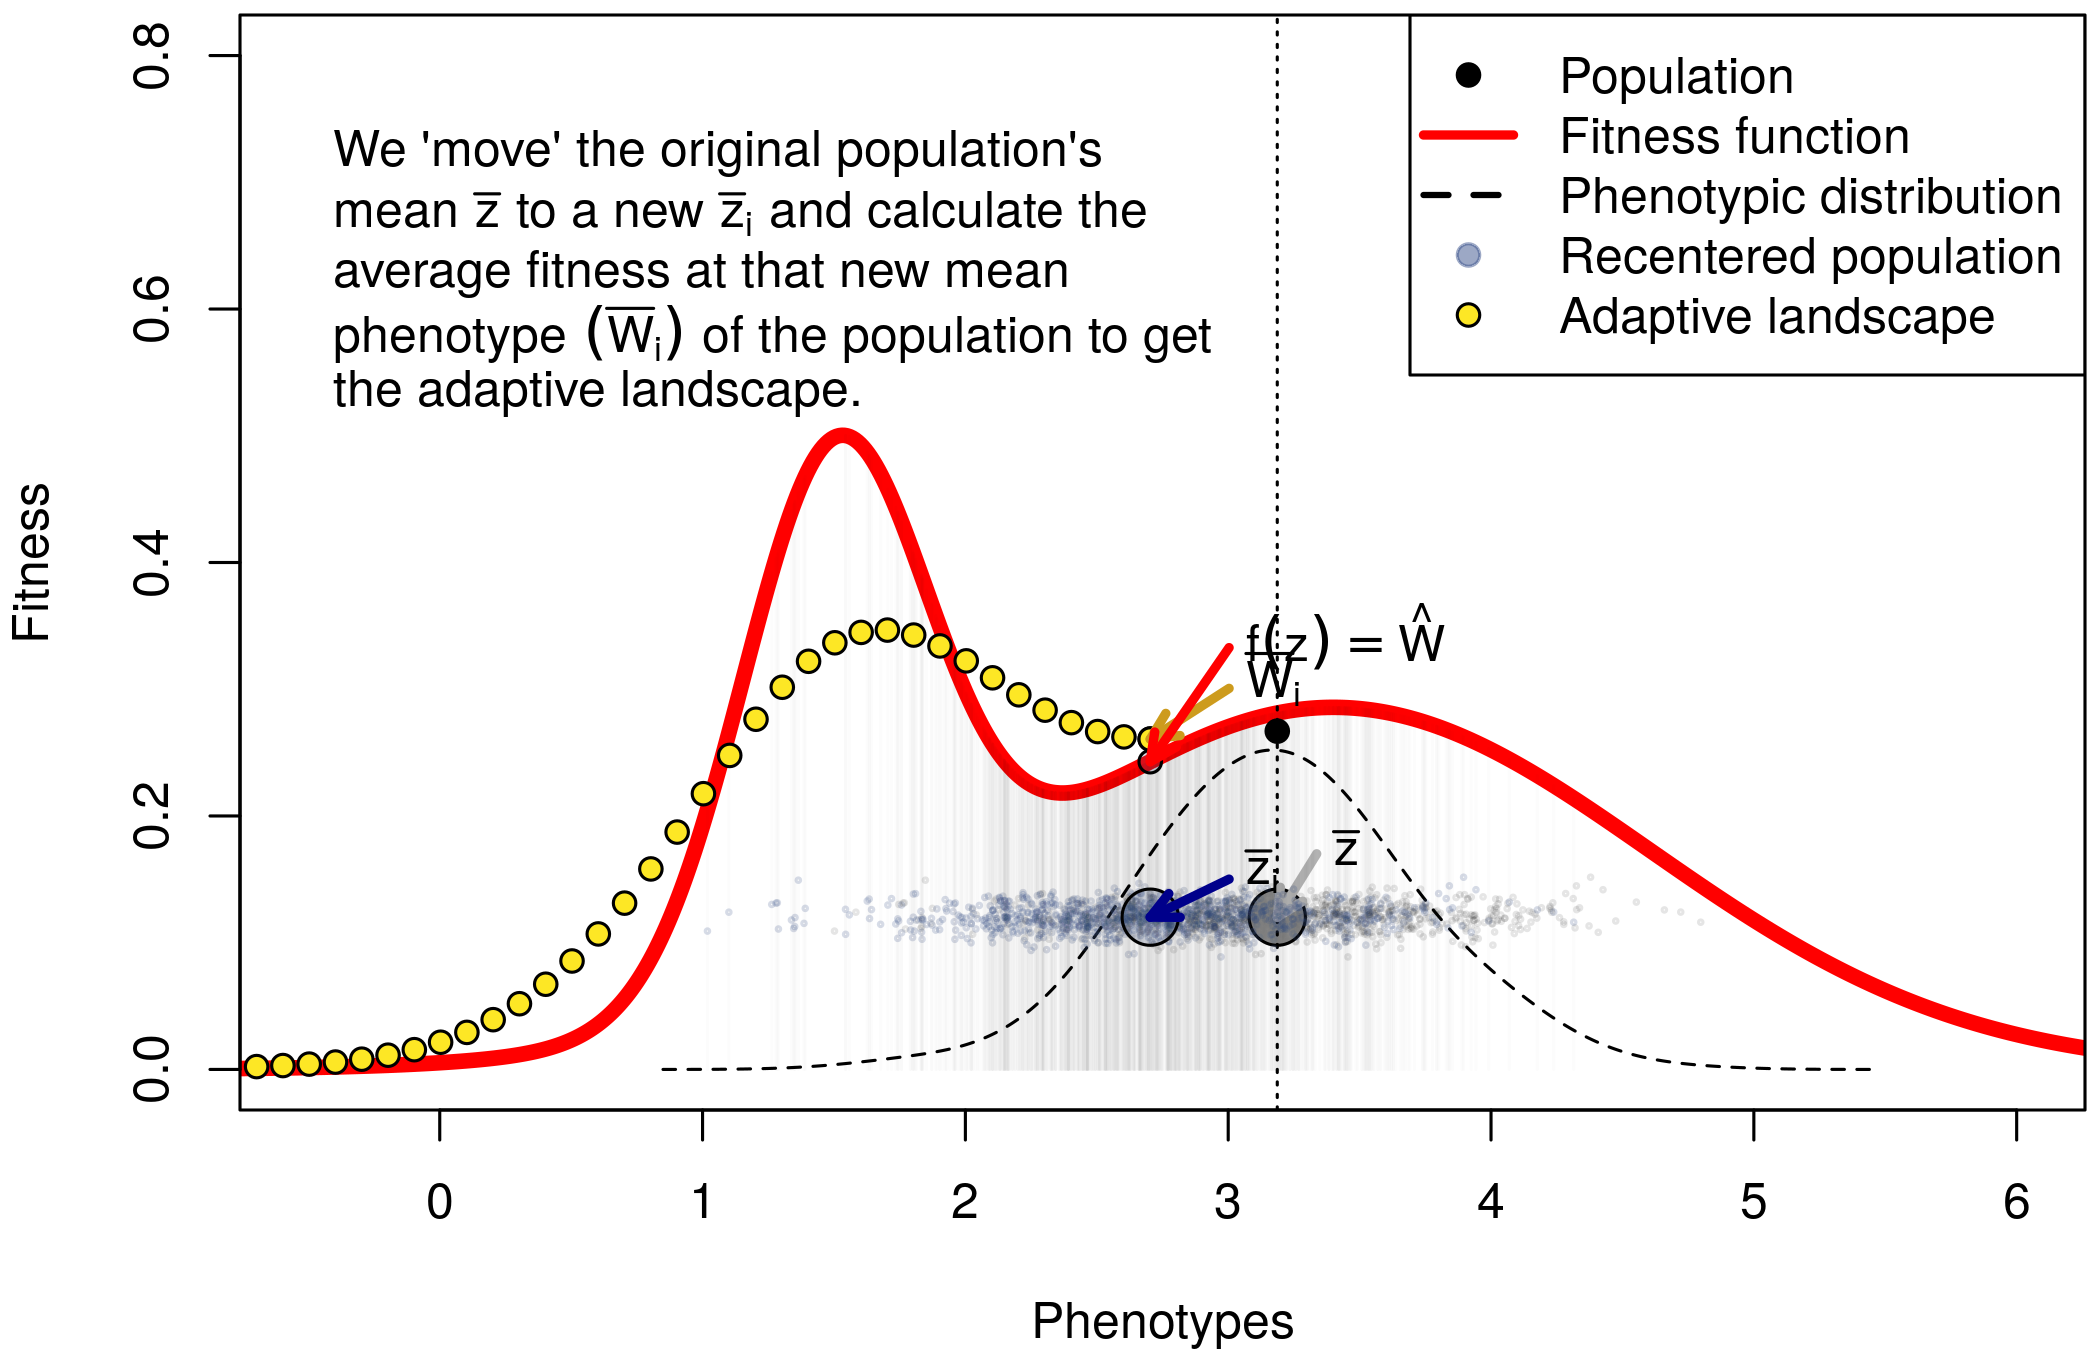 0.8
0.6
0.4
0.2
0.0
Fitness
We 'move' the original population's
mean z̅ to a new z̅ᵢ and calculate the
average fitness at that new mean
phenotype (W̅ᵢ) of the population to get
the adaptive landscape.
Population
Fitness function
Phenotypic distribution
Recentered population
Adaptive landscape
f(z) = Ŵ
W̅ᵢ
z̅
z̅ᵢ
0 1 2 3 4 5 6
Phenotypes